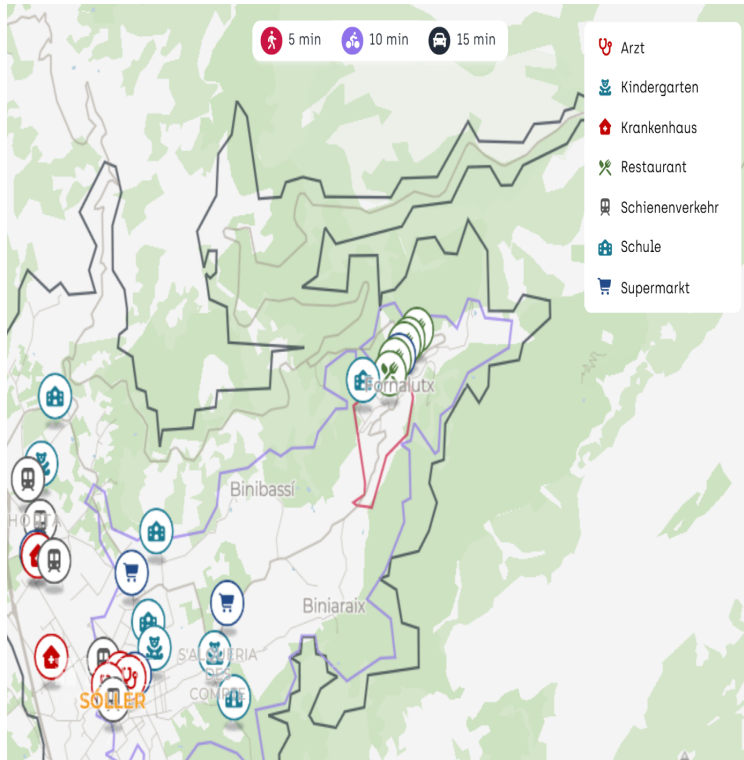 5 min 10 min 15 min
Arzt
Kindergarten
Krankenhaus
Restaurant
Schienenverkehr
Schule
Supermarkt
Fornalutx
Binibassí
Biniaraix
S'ALQUERIA
DES
COMTE
SÓLLER